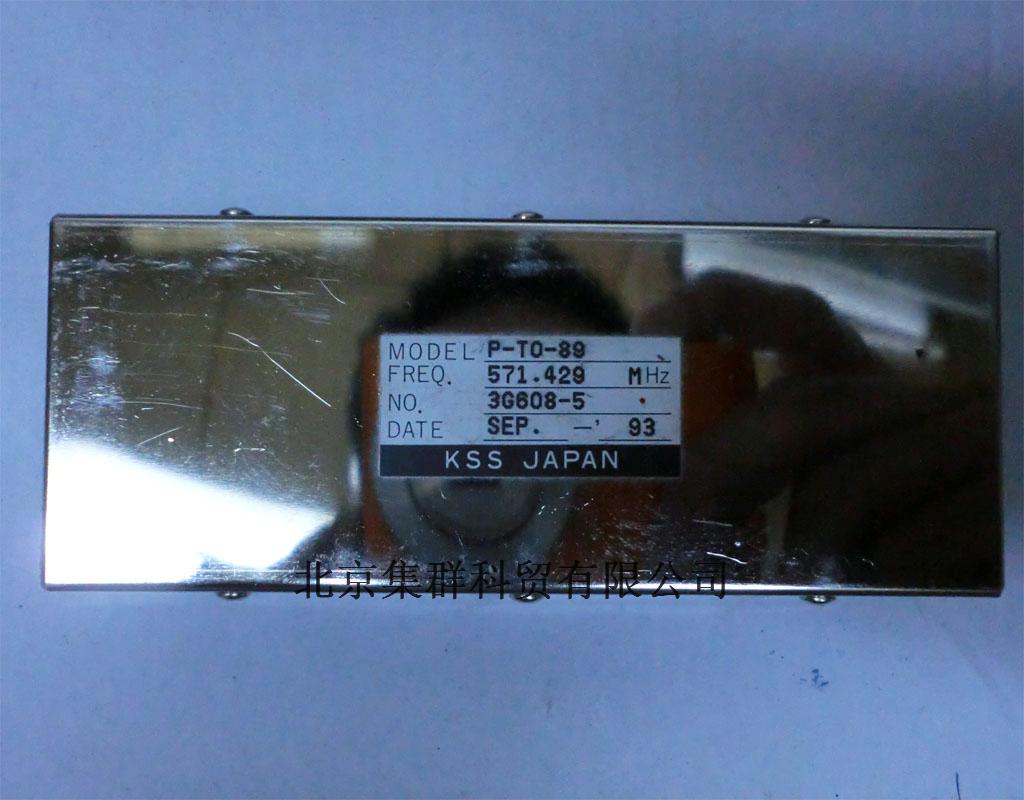 MODEL P-TO-89
FREQ. 571.429 MHz
NO. 3G608-5
DATE SEP. —' 93
KSS JAPAN
北京集群科贸有限公司